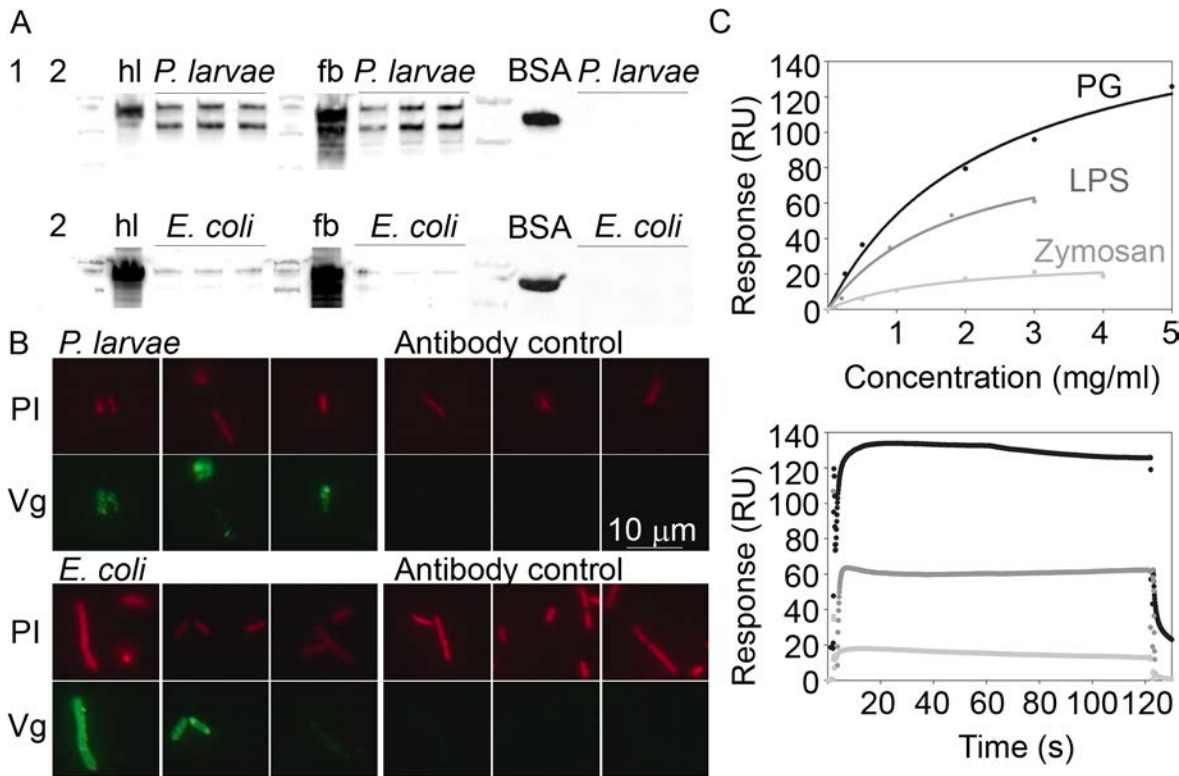 A
1 2 hl P. larvae fb P. larvae BSA P. larvae
2 hl E. coli fb E. coli BSA E. coli
B
P. larvae Antibody control
PI
Vg
10 μm
E. coli Antibody control
PI
Vg
C
140
120
100
80
60
40
20
0
Response (RU)
PG
LPS
Zymosan
1 2 3 4 5
Concentration (mg/ml)
140
120
100
80
60
40
20
0
Response (RU)
20 40 60 80 100 120
Time (s)